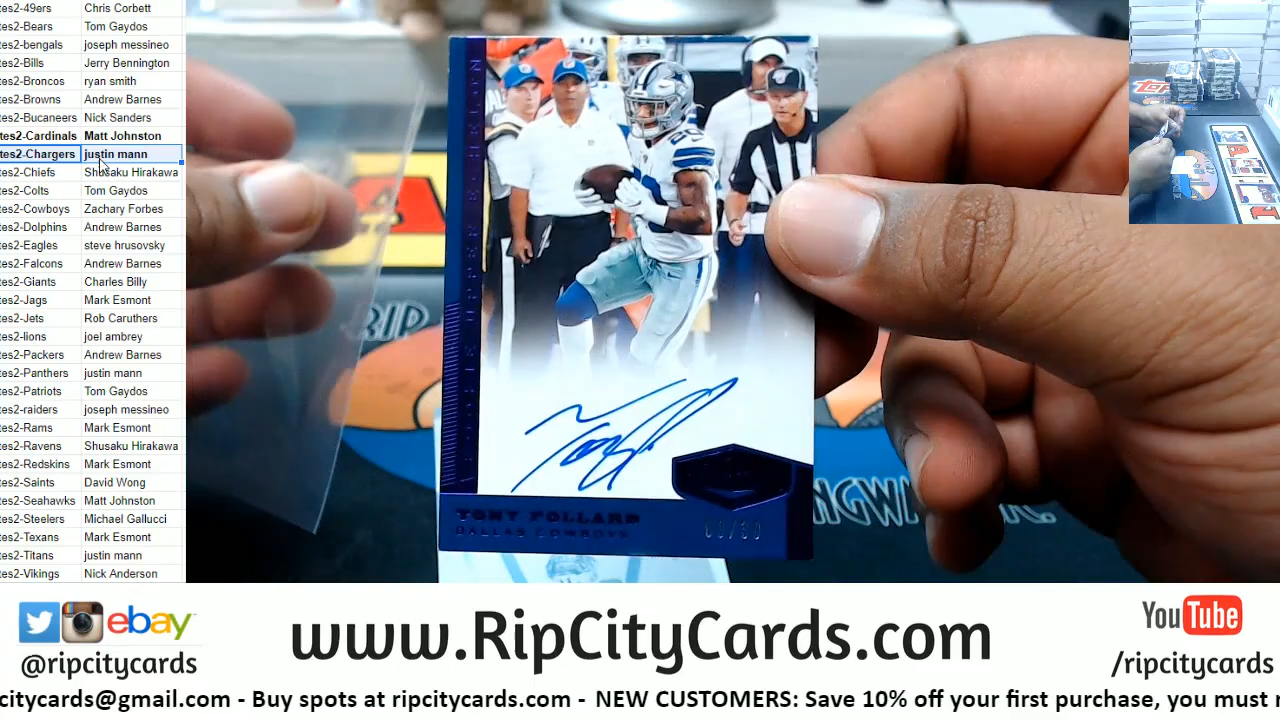 tes2-49ers Chris Corbett
tes2-Bears Tom Gaydos
tes2-bengals joseph messineo
tes2-Bills Jerry Bennington
tes2-Broncos ryan smith
tes2-Browns Andrew Barnes
tes2-Bucaneers Nick Sanders
tes2-Cardinals Matt Johnston
tes2-Chargers justin mann
tes2-Chiefs Shusaku Hirakawa
tes2-Colts Tom Gaydos
tes2-Cowboys Zachary Forbes
tes2-Dolphins Andrew Barnes
tes2-Eagles steve hrusovsky
tes2-Falcons Andrew Barnes
tes2-Giants Charles Billy
tes2-Jags Mark Esmont
tes2-Jets Rob Caruthers
tes2-lions joel ambrey
tes2-Packers Andrew Barnes
tes2-Panthers justin mann
tes2-Patriots Tom Gaydos
tes2-raiders joseph messineo
tes2-Rams Mark Esmont
tes2-Ravens Shusaku Hirakawa
tes2-Redskins Mark Esmont
tes2-Saints David Wong
tes2-Seahawks Matt Johnston
tes2-Steelers Michael Gallucci
tes2-Texans Mark Esmont
tes2-Titans justin mann
tes2-Vikings Nick Anderson
RIP
TONY POLLARD
DALLAS COWBOYS
ebay
@ripcitycards
www.RipCityCards.com
YouTube
/ripcitycards
citycards@gmail.com - Buy spots at ripcitycards.com - NEW CUSTOMERS: Save 10% off your first purchase, you must